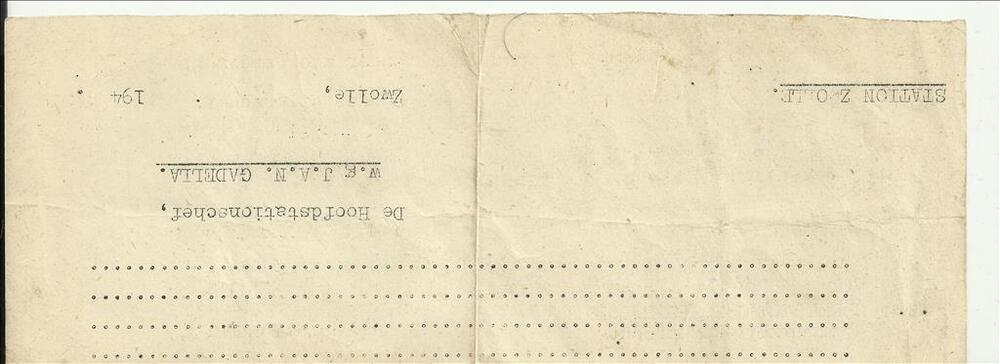 De Hoofdstationschef,
w.g J.A.N. GADELLA.
STATION
Zwolle, . 194 .